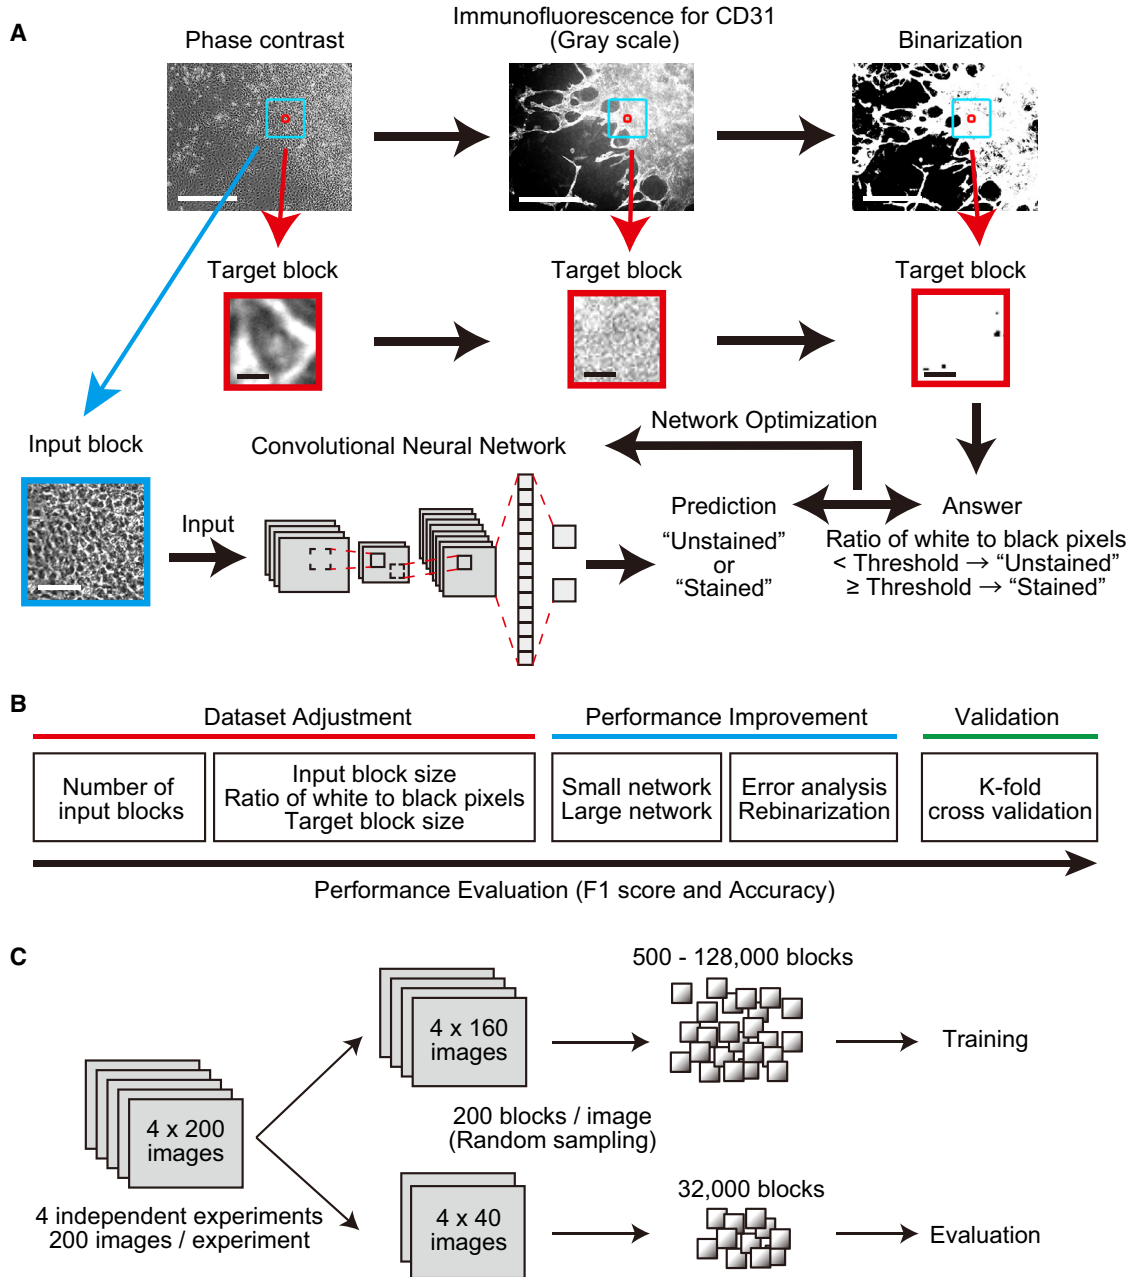 A
Immunofluorescence for CD31
Phase contrast
(Gray scale)
Binarization
Target block
Target block
Target block
Input block
Convolutional Neural Network
Network Optimization
Input
Prediction
“Unstained”
or
“Stained”
Answer
Ratio of white to black pixels
< Threshold → “Unstained”
≥ Threshold → “Stained”
B
Dataset Adjustment
Performance Improvement
Validation
Number of
input blocks
Input block size
Ratio of white to black pixels
Target block size
Small network
Large network
Error analysis
Rebinarization
K-fold
cross validation
Performance Evaluation (F1 score and Accuracy)
C
4 x 200
images
4 independent experiments
200 images / experiment
4 x 160
images
500 - 128,000 blocks
Training
200 blocks / image
(Random sampling)
4 x 40
images
32,000 blocks
Evaluation